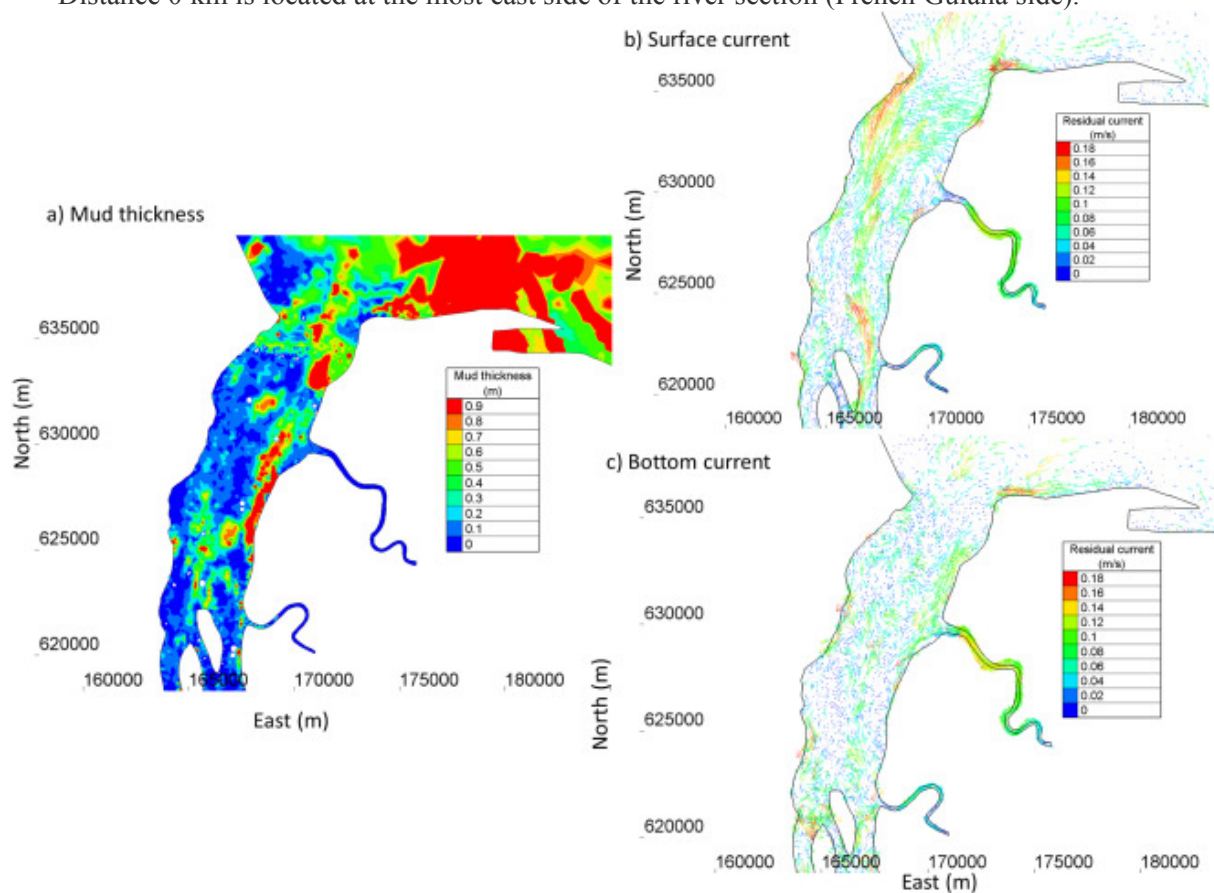 Distance 0 km is located at the most east side of the river section (French Guiana side).
b) Surface current
635000
630000
625000
620000
North (m)
Residual current
(m/s)
0.18
0.16
0.14
0.12
0.1
0.08
0.06
0.04
0.02
0
160000 165000 170000 175000 180000
a) Mud thickness
635000
630000
625000
620000
North (m)
Mud thickness
(m)
0.9
0.8
0.7
0.6
0.5
0.4
0.3
0.2
0.1
0
160000 165000 170000 175000 180000
East (m)
c) Bottom current
635000
630000
625000
620000
North (m)
Residual current
(m/s)
0.18
0.16
0.14
0.12
0.1
0.08
0.06
0.04
0.02
0
160000 165000 170000 175000 180000
East (m)